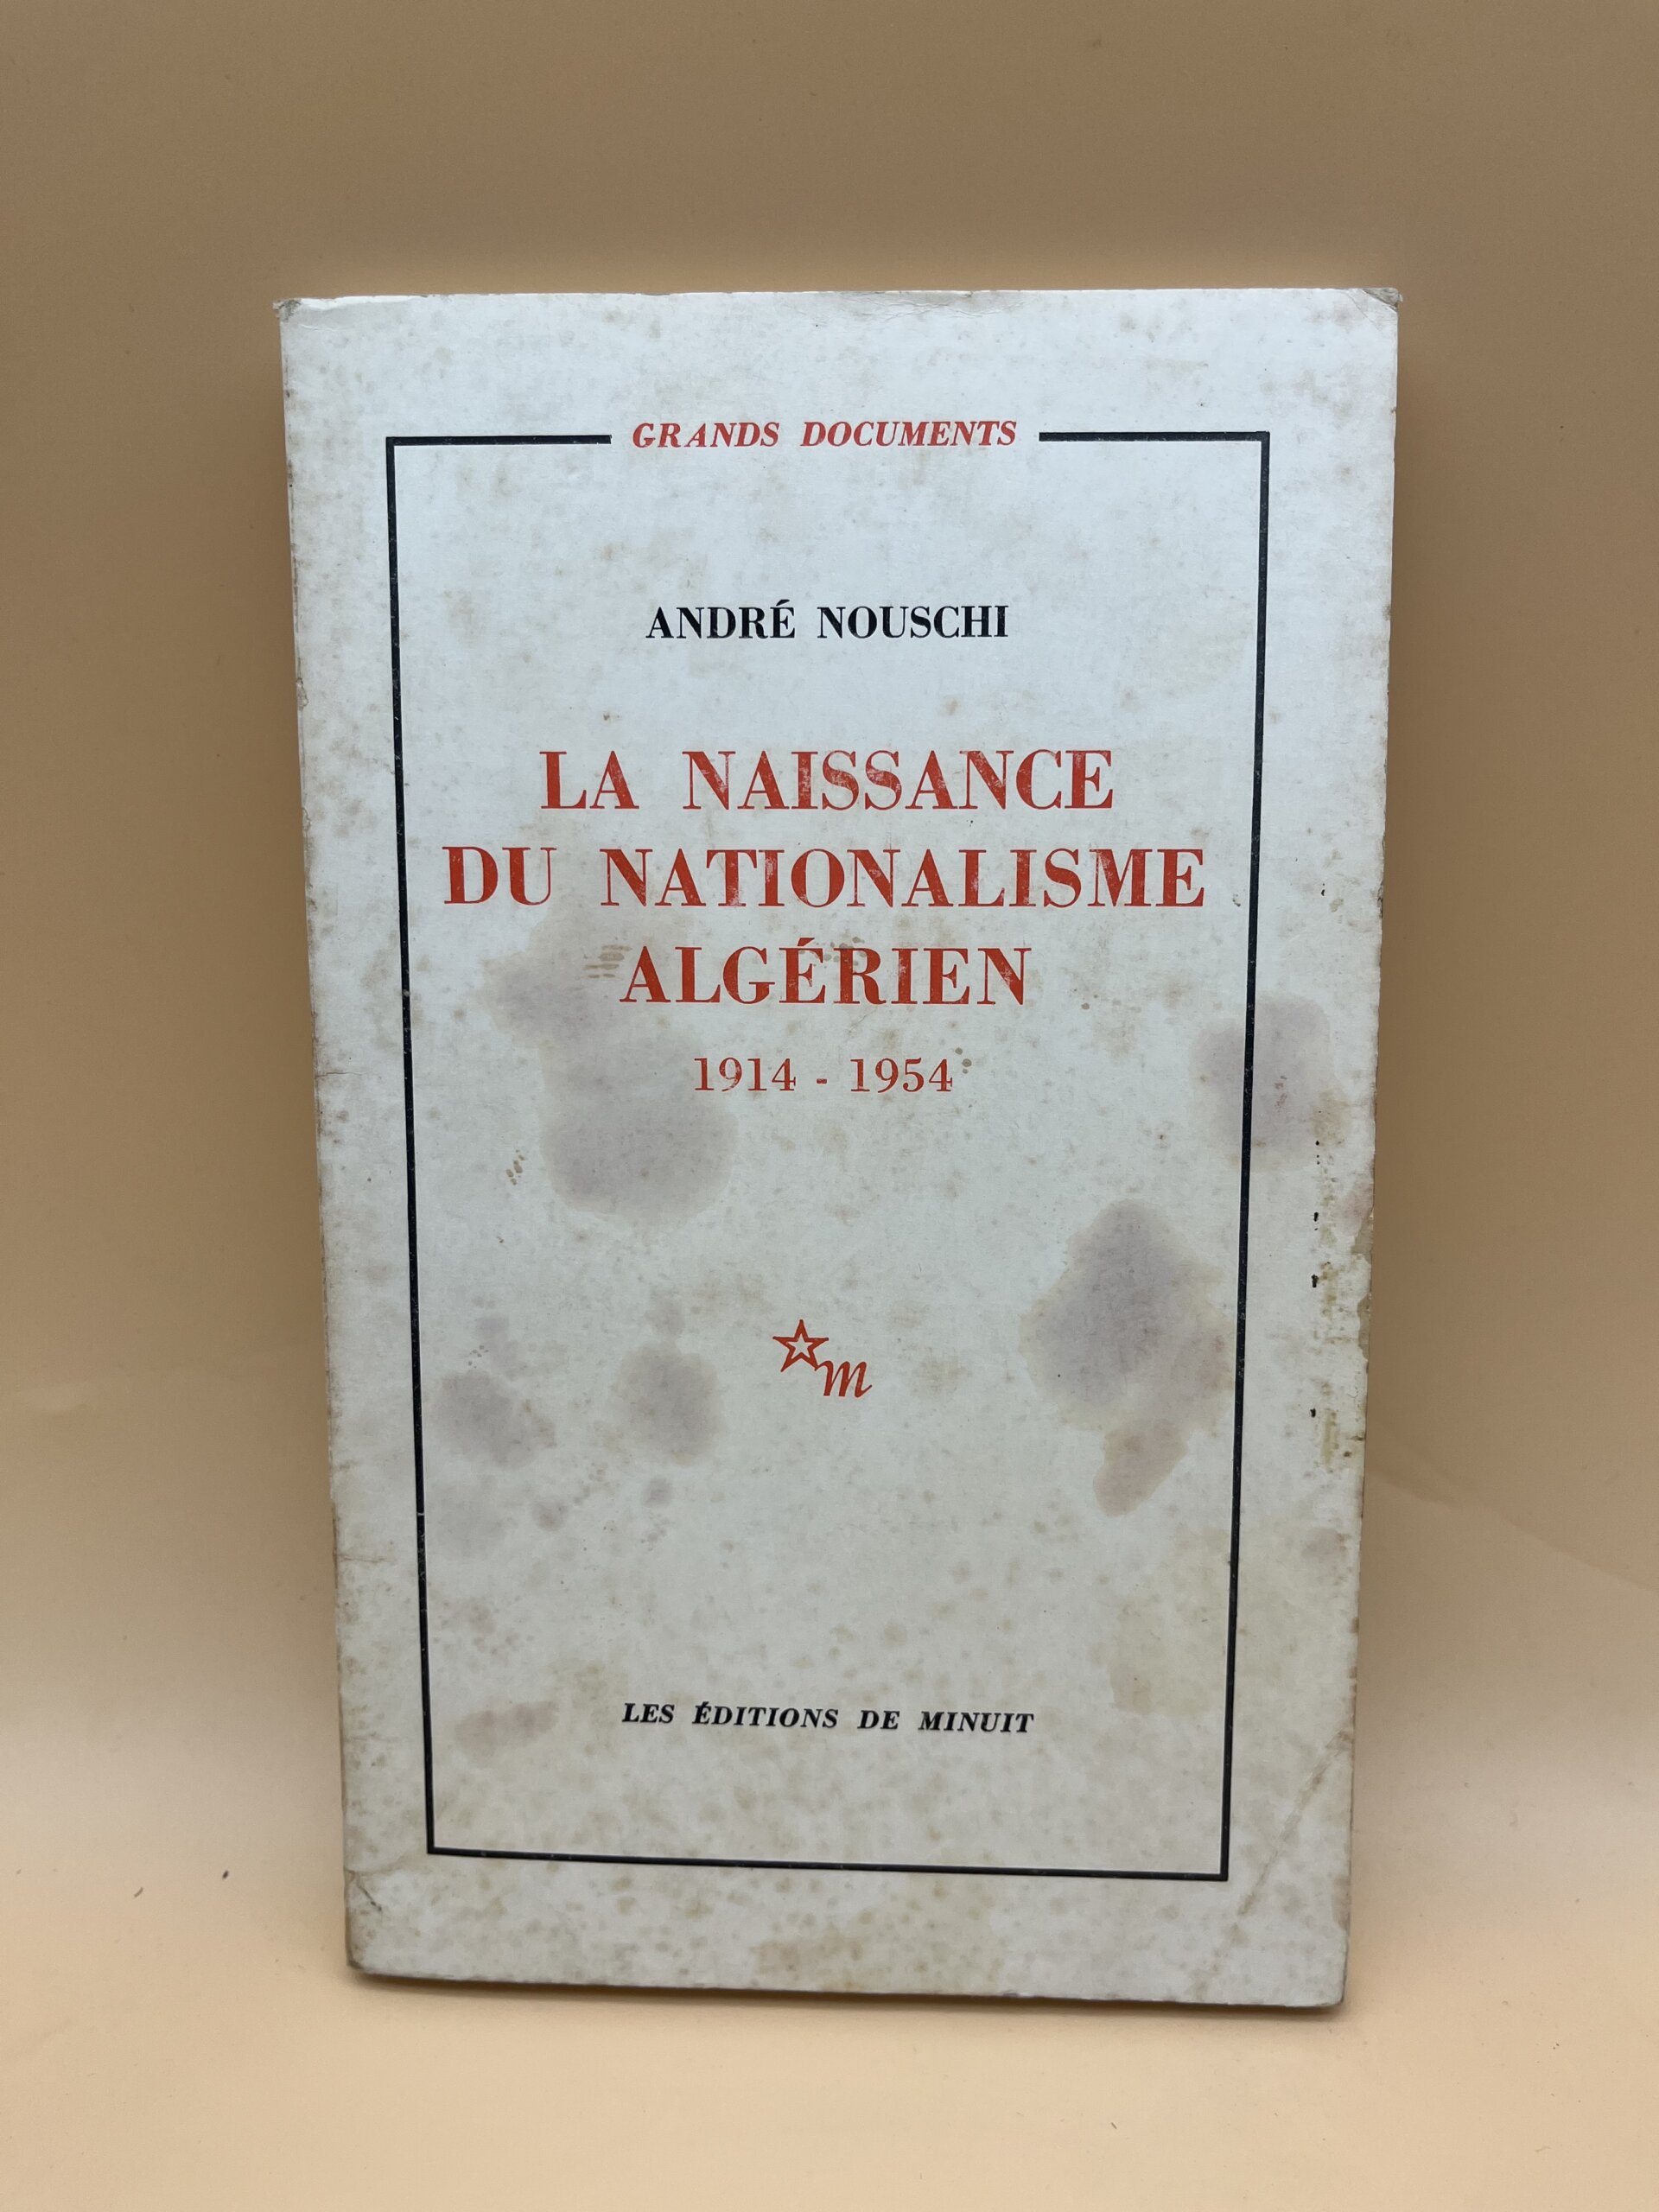 GRANDS DOCUMENTS
ANDRÉ NOUSCHI
LA NAISSANCE
DU NATIONALISME
ALGÉRIEN
1914 - 1954
m
LES ÉDITIONS DE MINUIT